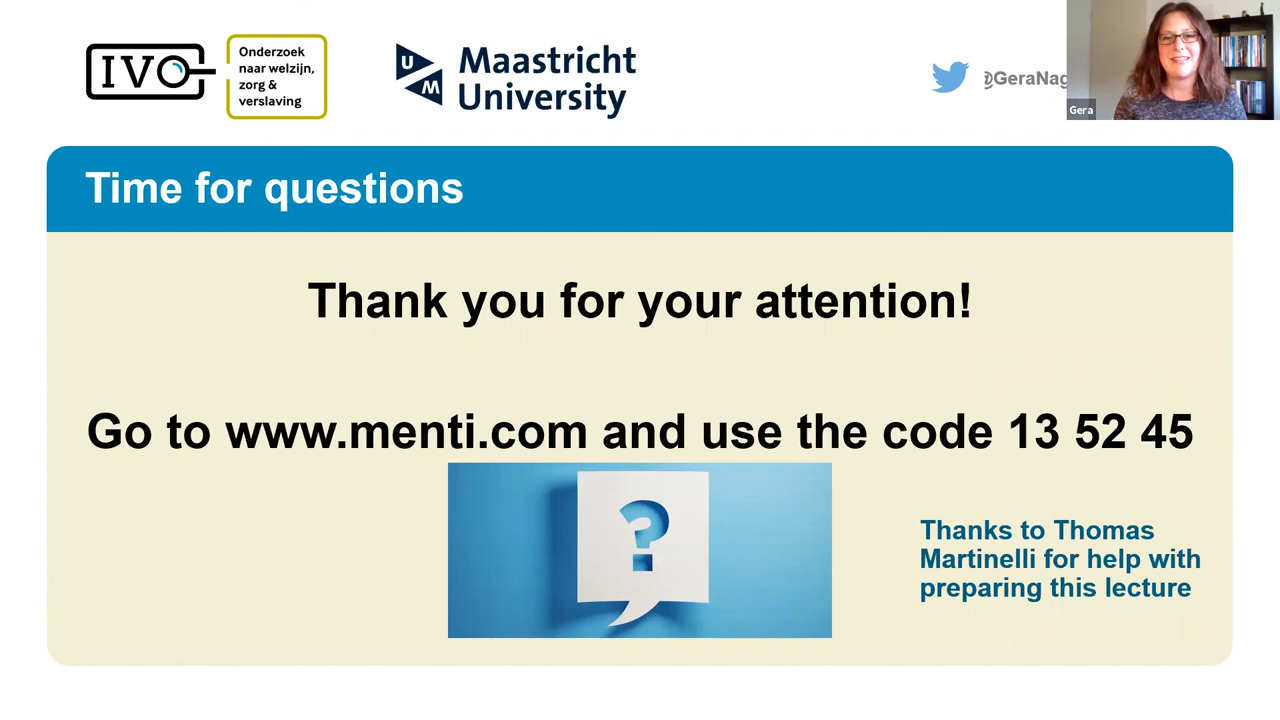 IVO
Onderzoek
naar welzijn,
zorg &
verslaving
U
M
Maastricht
University
@GeraNag
Gera
Time for questions
Thank you for your attention!
Go to www.menti.com and use the code 13 52 45
?
Thanks to Thomas
Martinelli for help with
preparing this lecture